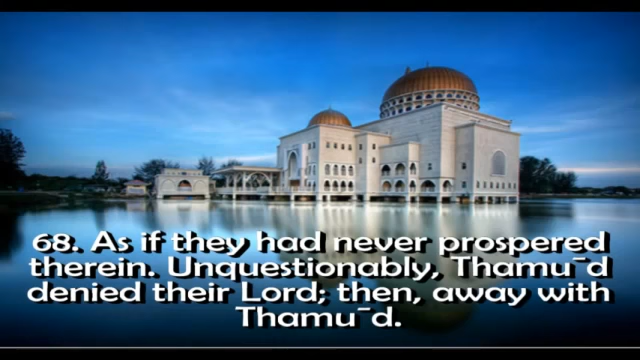 68. As if they had never prospered
therein. Unquestionably, Thamu¯d
denied their Lord; then, away with
Thamu¯d.